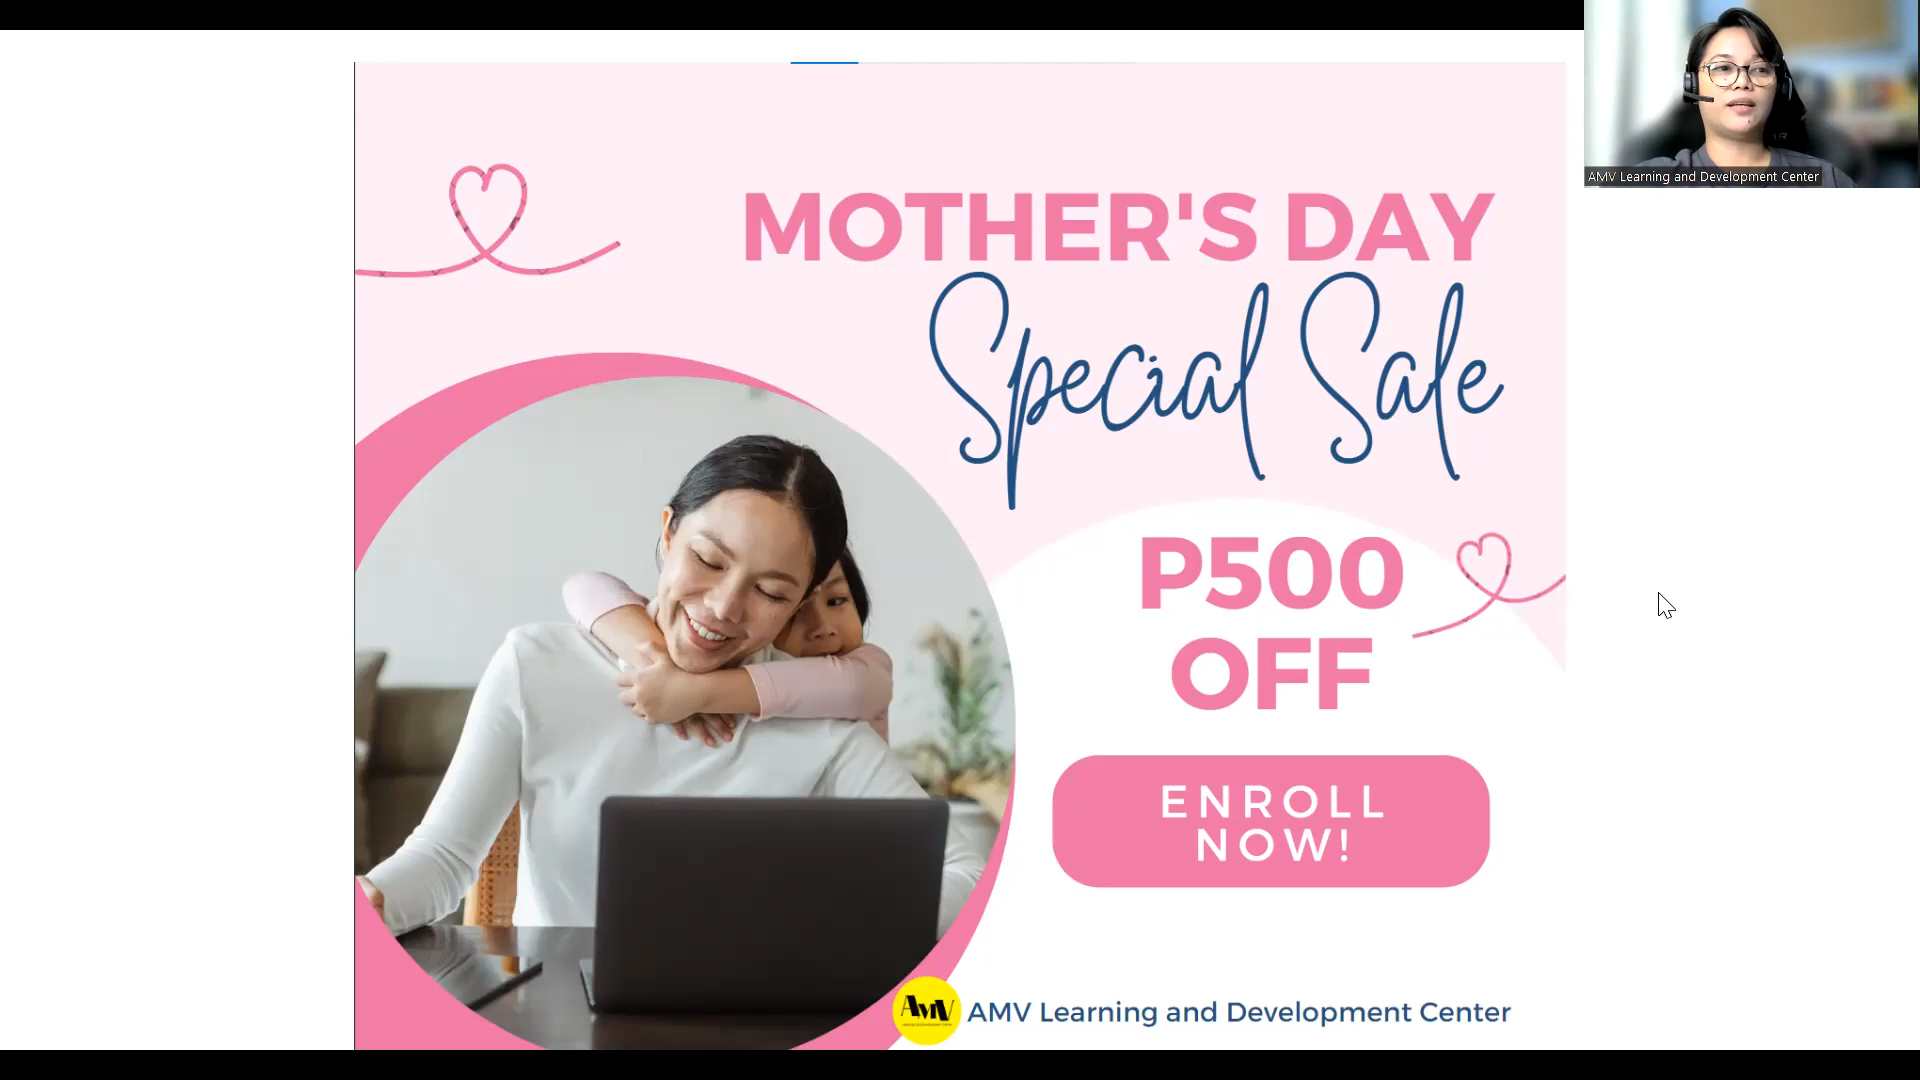 AMV Learning and Development Center
MOTHER'S DAY
Special Sale
P500
OFF
ENROLL
NOW!
AMV
AMV Learning and Development Center